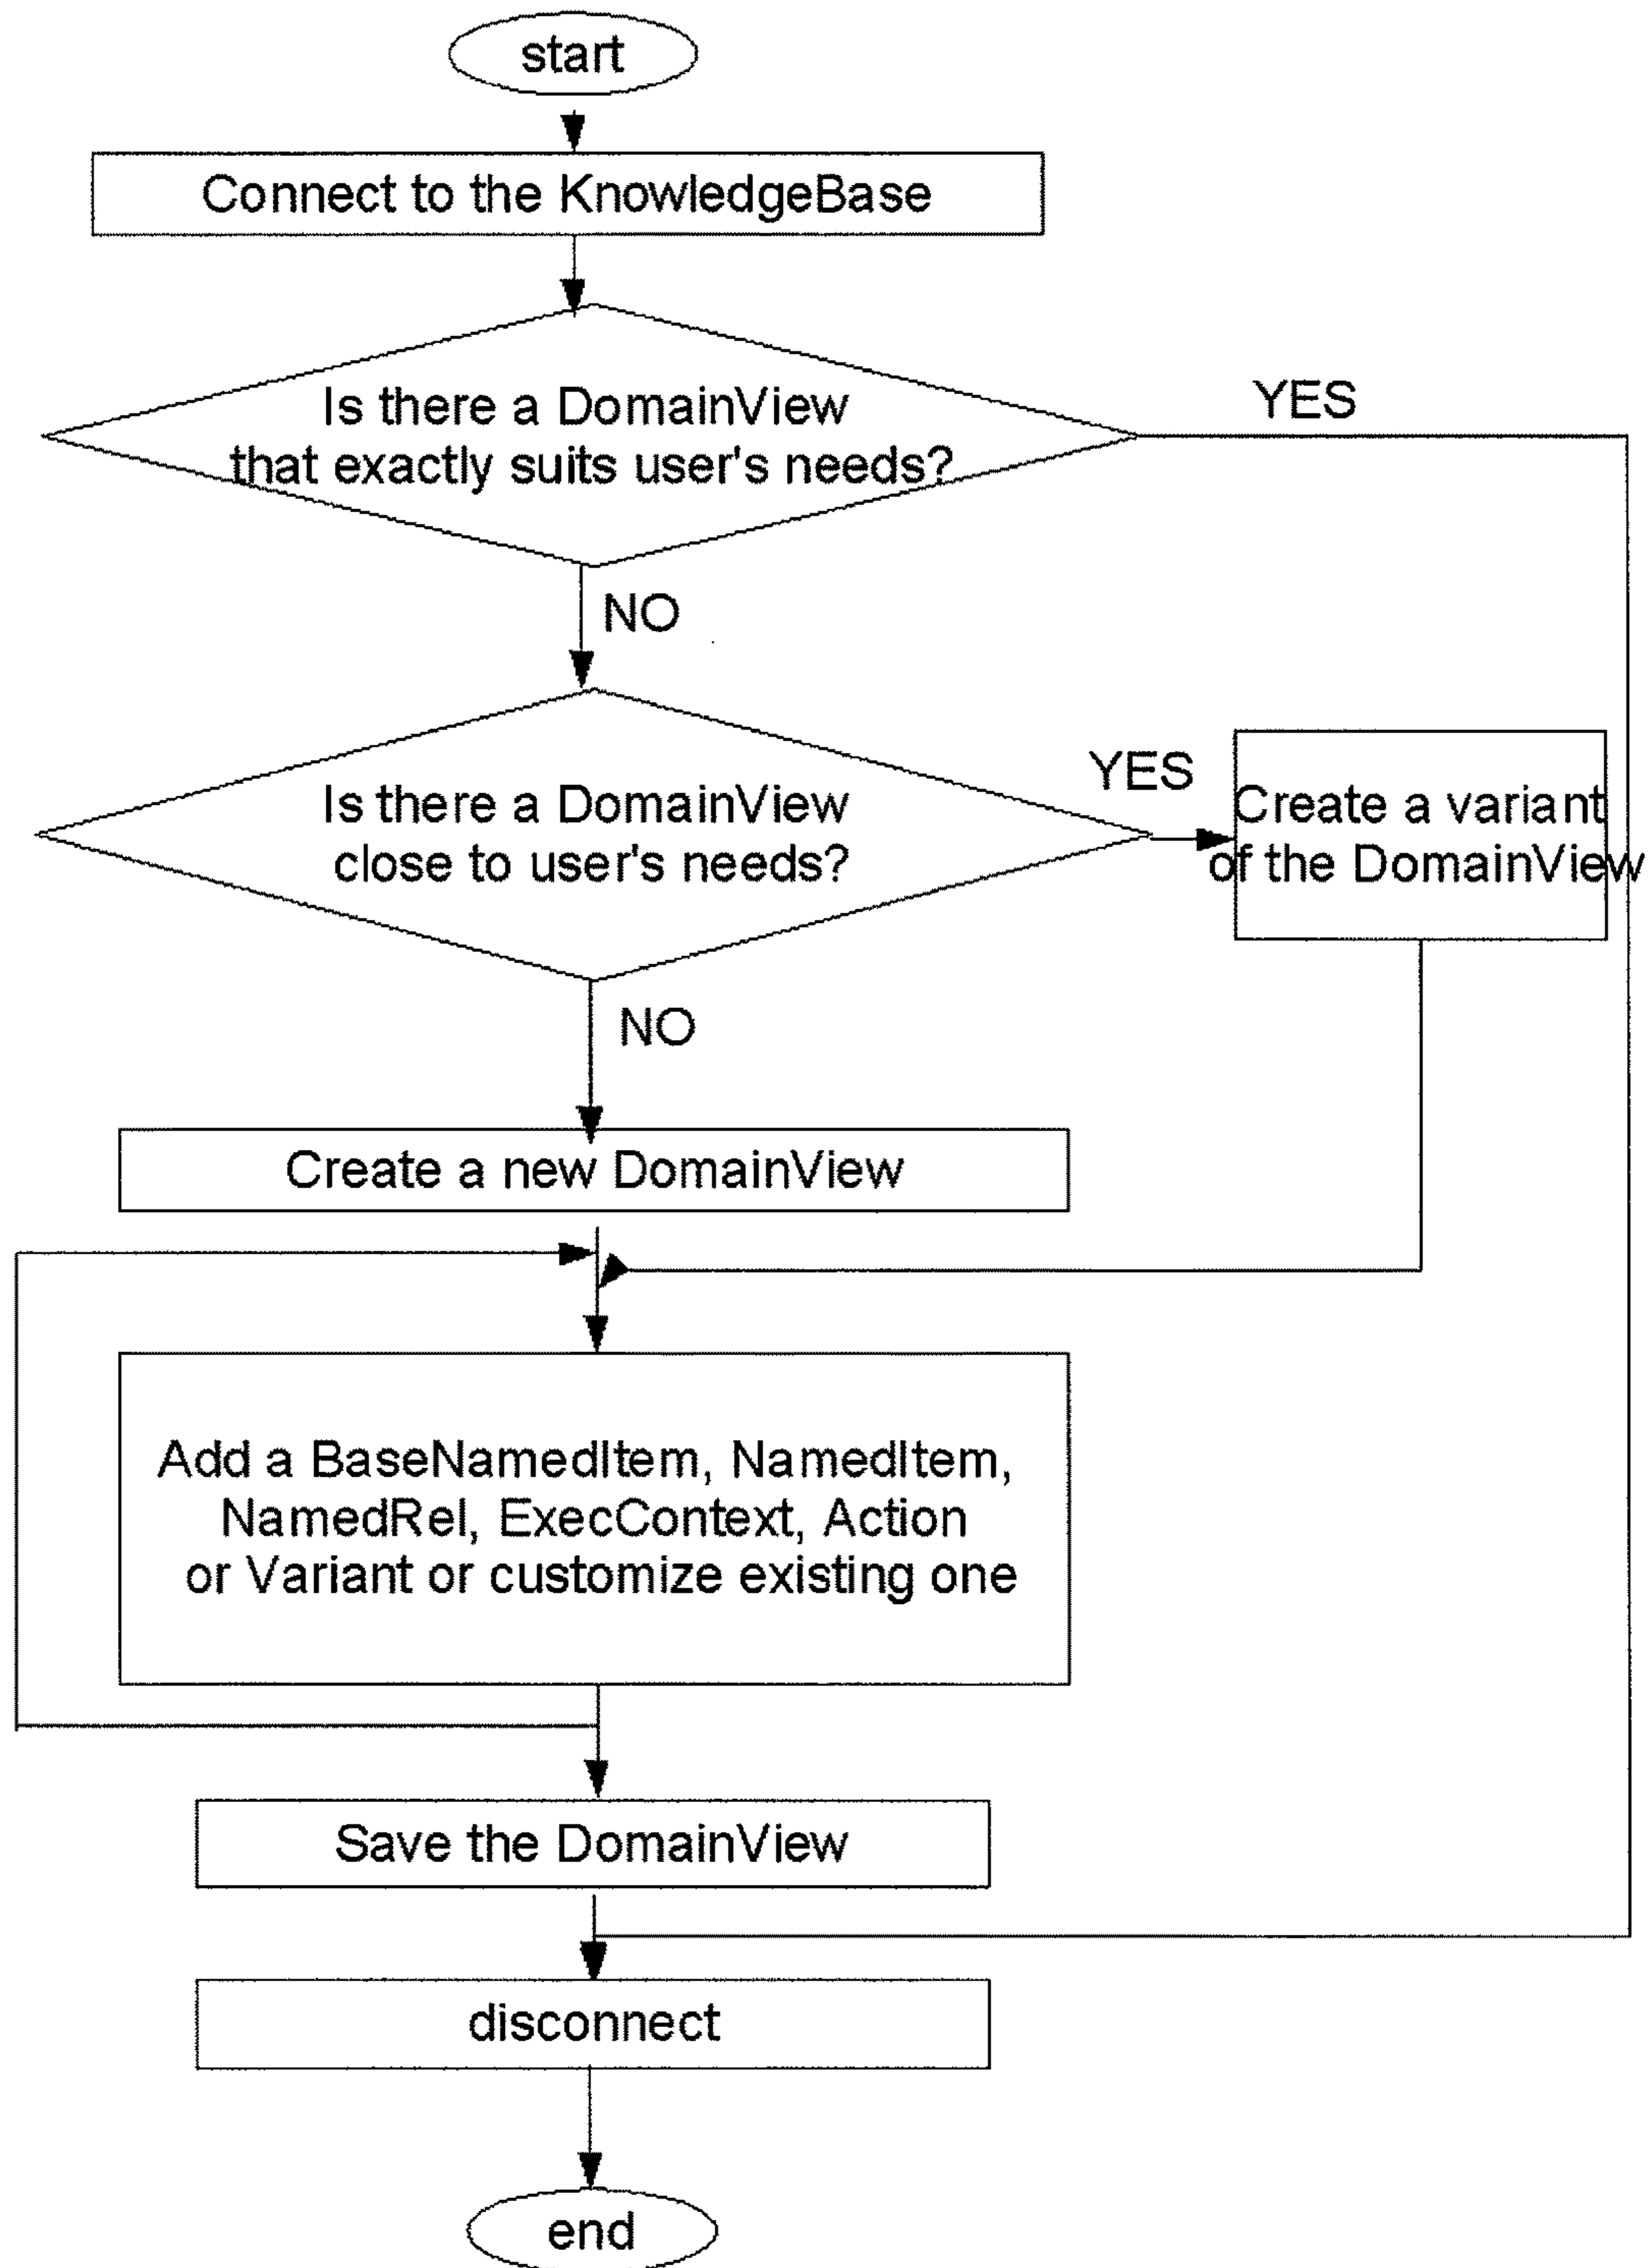 start
Connect to the KnowledgeBase
Is there a DomainView
that exactly suits user's needs?
YES
NO
Is there a DomainView
close to user's needs?
YES
Create a variant
of the DomainView
NO
Create a new DomainView
Add a BaseNamedItem, NamedItem,
NamedRel, ExecContext, Action
or Variant or customize existing one
Save the DomainView
disconnect
end